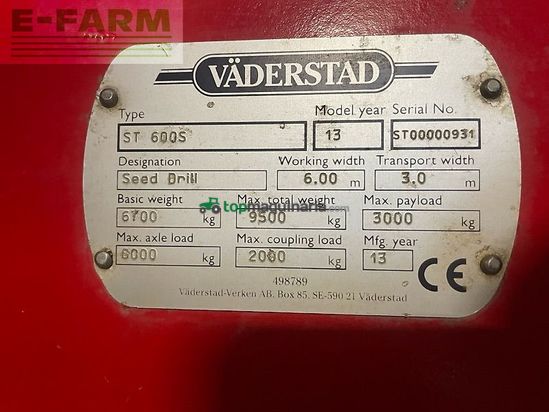 E-FARM
VÄDERSTAD
Type Model year Serial No.
ST 600S 13 ST00000931
Designation Working width Transport width
Seed Drill 6.00 m 3.0 m
Basic weight Max. total weight Max. payload
6700 kg 9500 kg 3000 kg
topmaquinaria.com
Max. axle load Max. coupling load Mfg. year
6000 kg 2000 kg 13
CE
498789
Väderstad-Verken AB, Box 85, SE-590 21 Väderstad